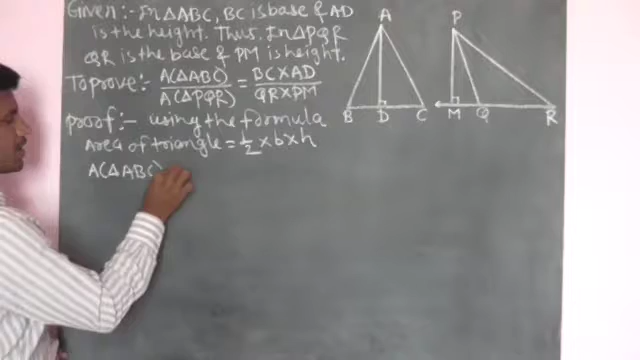 Given:- In △ABC, BC is base & AD
is the height. Thus. In △PQR
QR is the base & PM is height.
To prove:- A(△ABC)/A(△PQR) = BC×AD/QR×PM
Proof:- using the formula
Area of triangle = 1/2 × b × h
A(△ABC)
A
B D C
P
M Q R